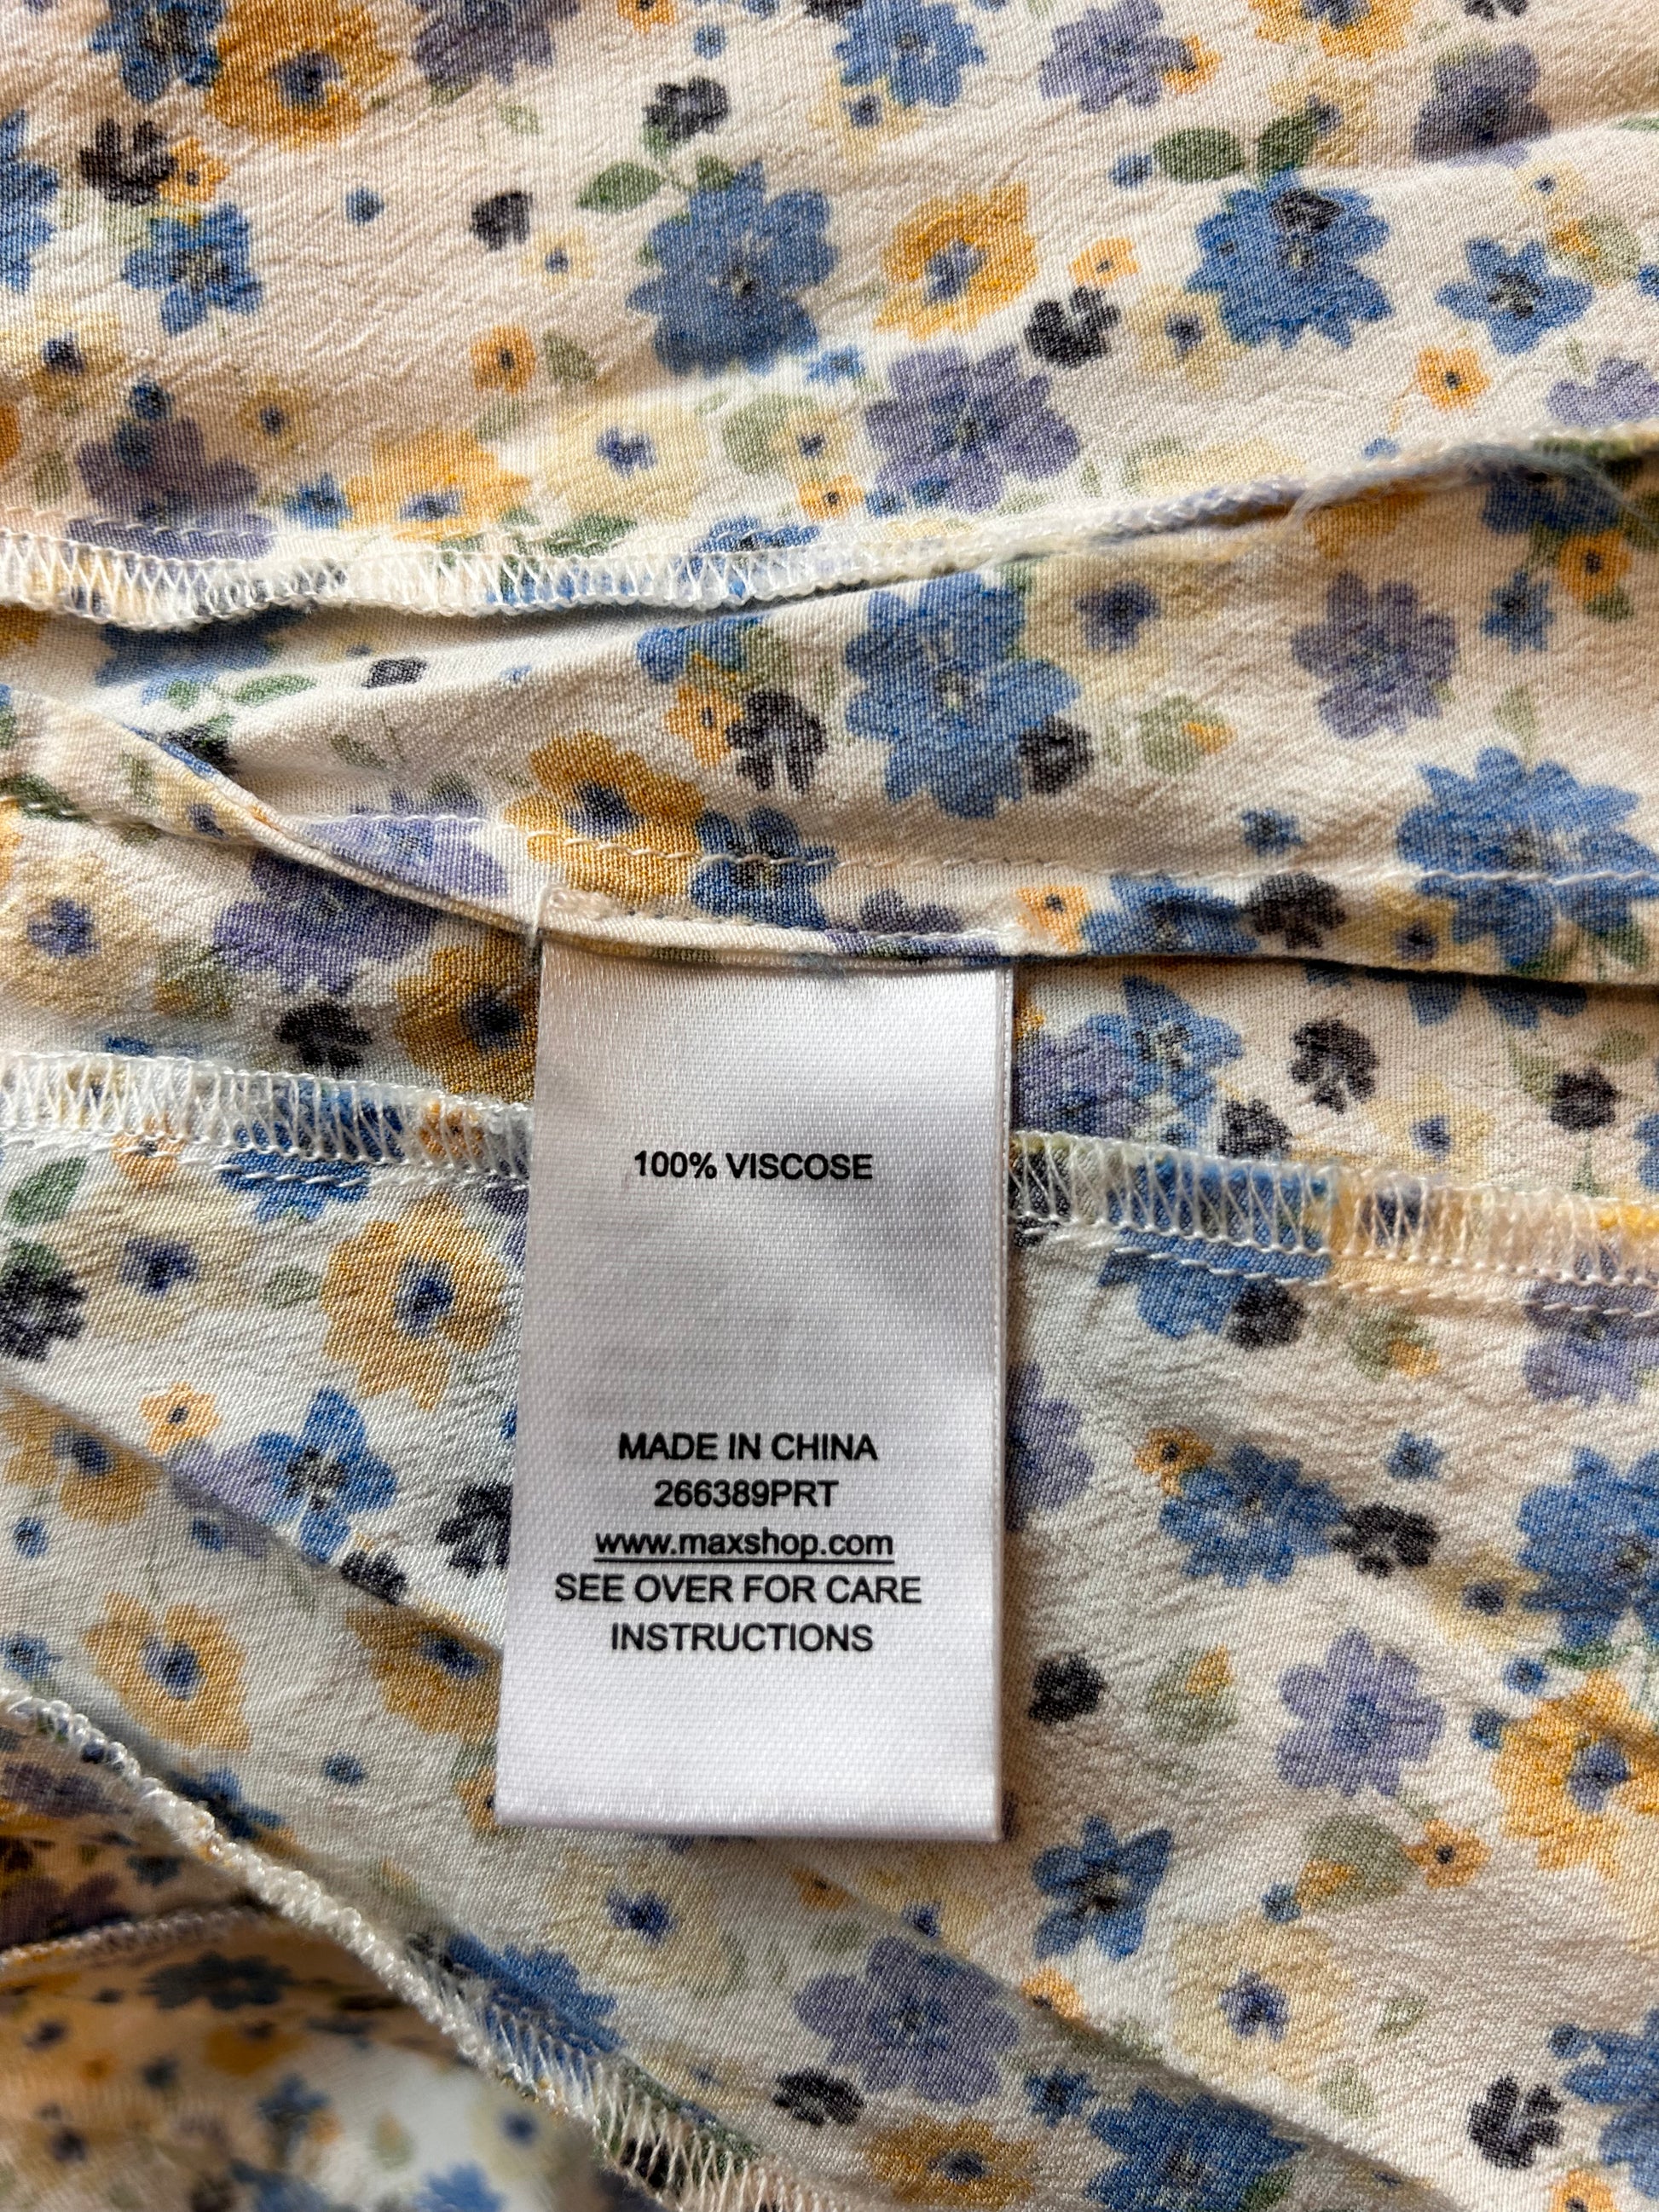 100% VISCOSE
MADE IN CHINA
266389PRT
www.maxshop.com
SEE OVER FOR CARE
INSTRUCTIONS